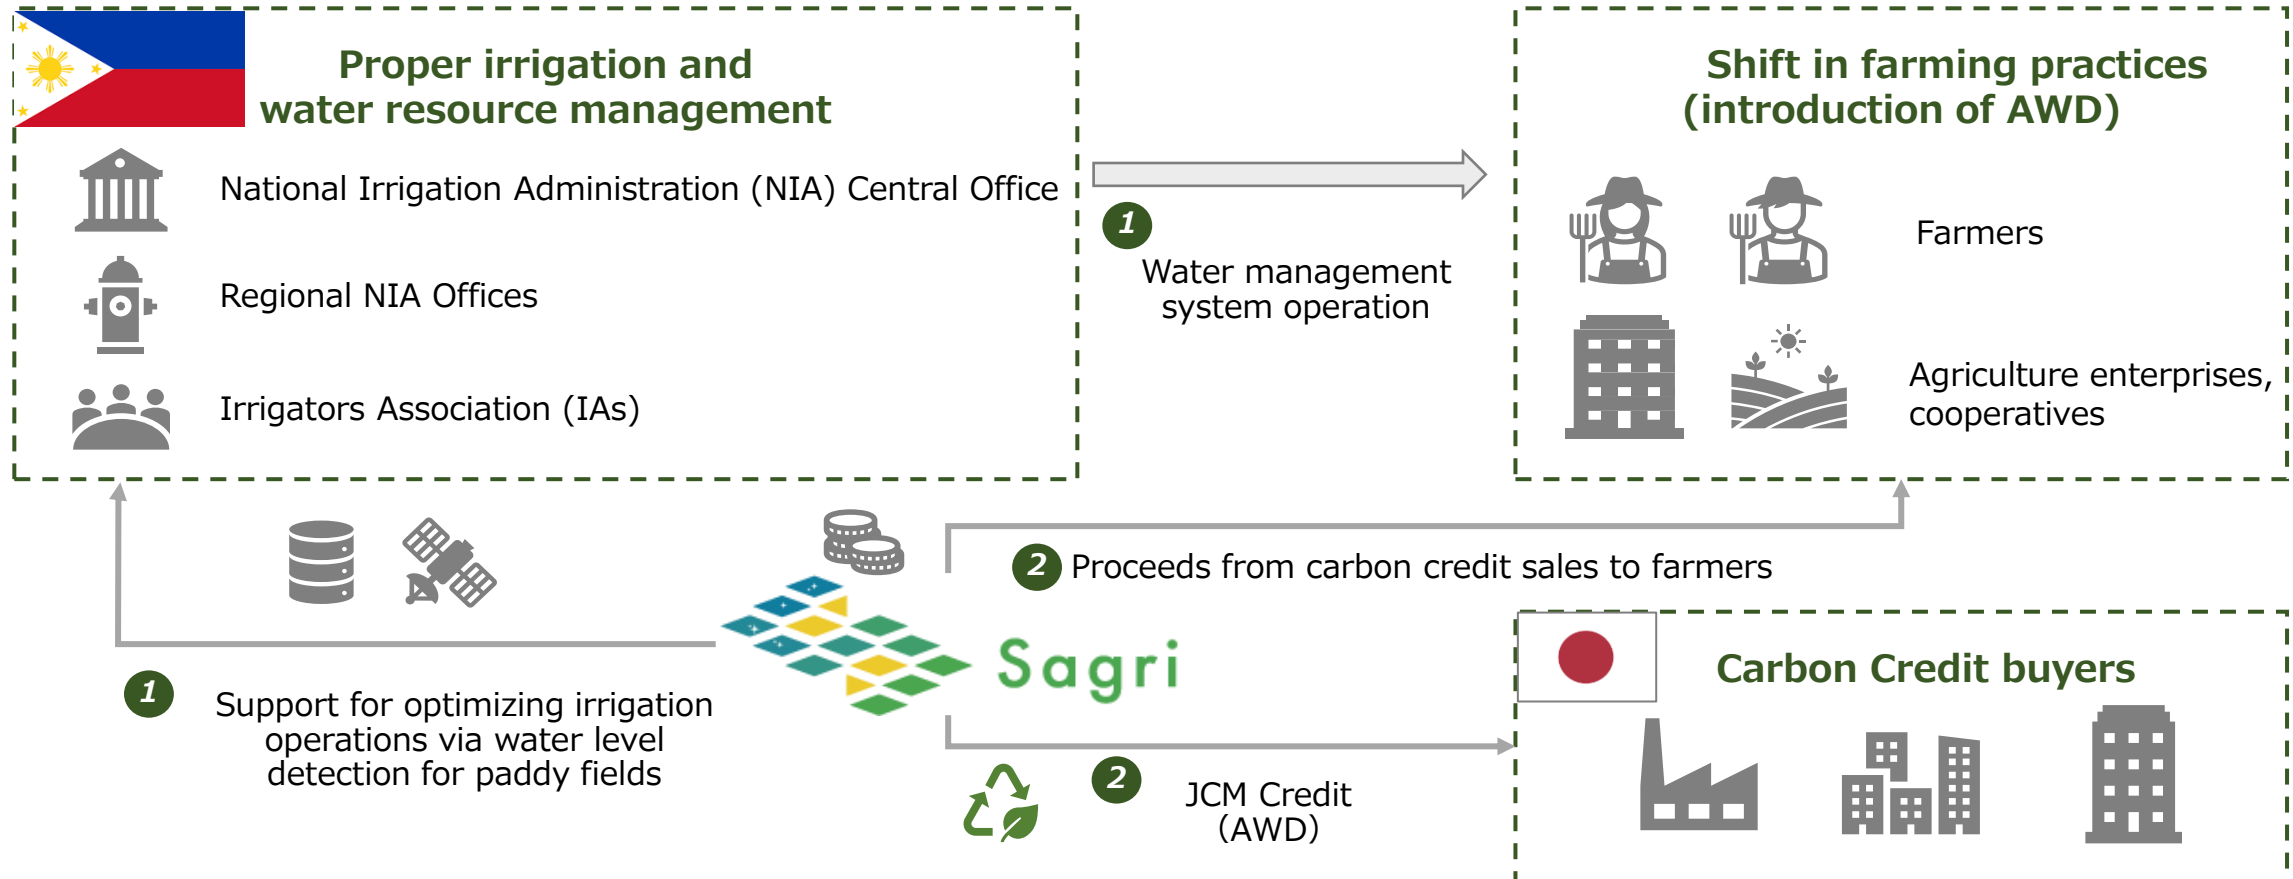 Proper irrigation and
water resource management
National Irrigation Administration (NIA) Central Office
Regional NIA Offices
Irrigators Association (IAs)
1
Water management
system operation
Shift in farming practices
(introduction of AWD)
Farmers
Agriculture enterprises,
cooperatives
1
Support for optimizing irrigation
operations via water level
detection for paddy fields
Sagri
2 Proceeds from carbon credit sales to farmers
2
JCM Credit
(AWD)
Carbon Credit buyers